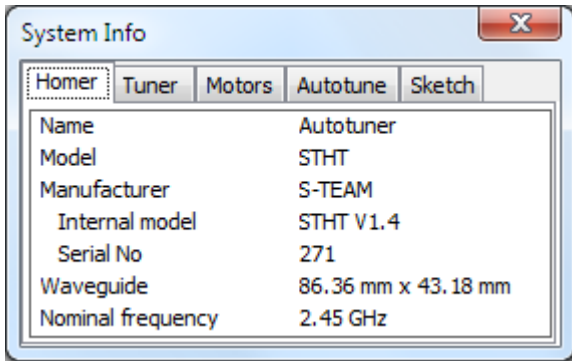 System Info
Homer Tuner Motors Autotune Sketch
Name Autotuner
Model STHT
Manufacturer S-TEAM
Internal model STHT V1.4
Serial No 271
Waveguide 86.36 mm x 43.18 mm
Nominal frequency 2.45 GHz